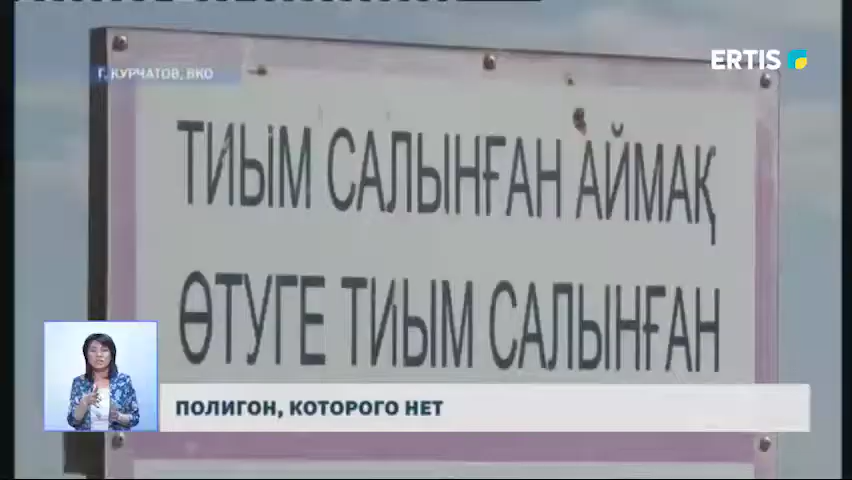 ERTIS
Г. КУРЧАТОВ, ВКО
ТИЫМ САЛЫНҒАН АЙМАҚ
ӨТУГЕ ТИЫМ САЛЫНҒАН
ПОЛИГОН, КОТОРОГО НЕТ